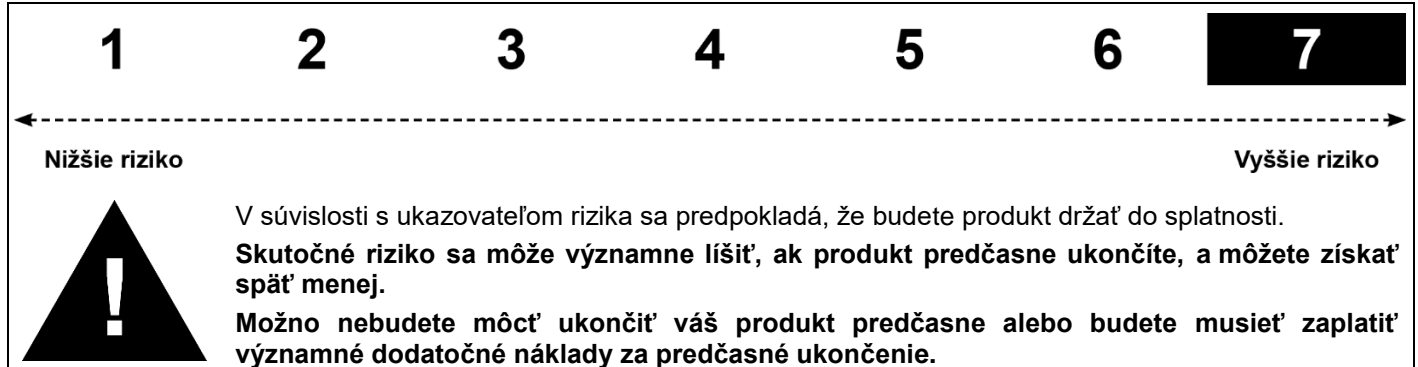 1 2 3 4 5 6 7
Nižšie riziko Vyššie riziko
V súvislosti s ukazovateľom rizika sa predpokladá, že budete produkt držať do splatnosti.
Skutočné riziko sa môže významne líšiť, ak produkt predčasne ukončíte, a môžete získať
späť menej.
Možno nebudete môcť ukončiť váš produkt predčasne alebo budete musieť zaplatiť
významné dodatočné náklady za predčasné ukončenie.
!